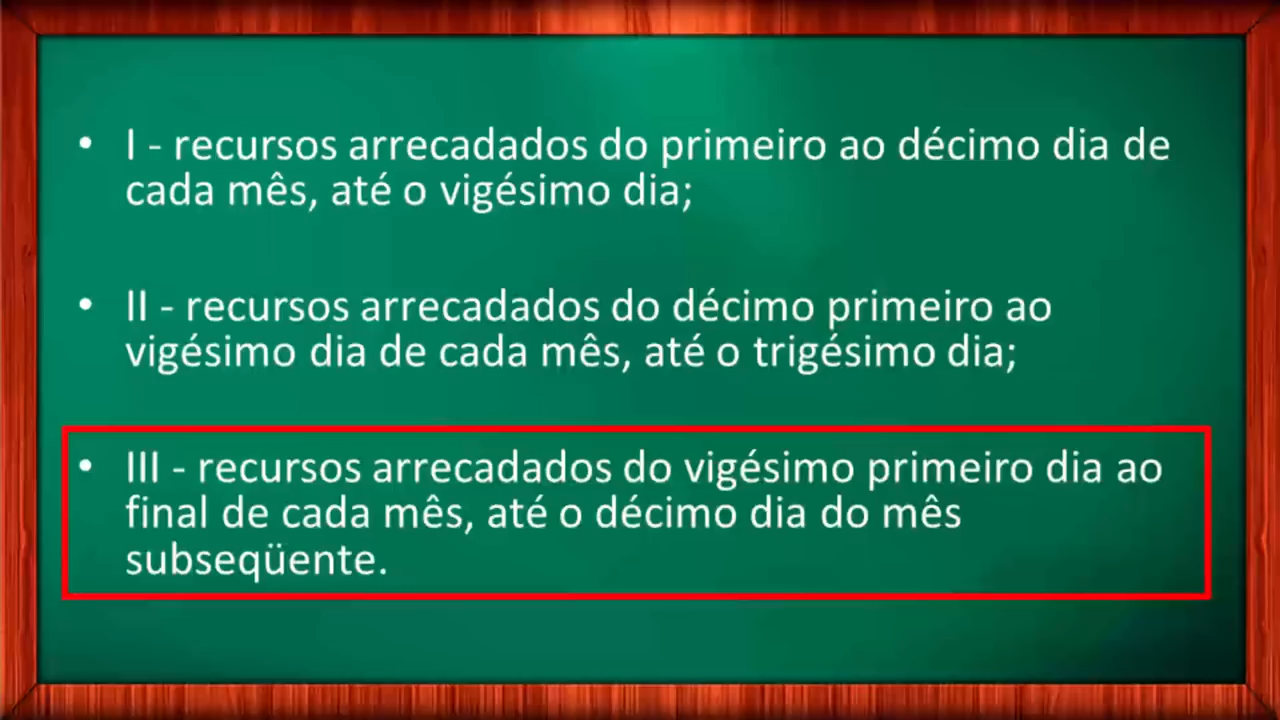 • I - recursos arrecadados do primeiro ao décimo dia de
cada mês, até o vigésimo dia;
• II - recursos arrecadados do décimo primeiro ao
vigésimo dia de cada mês, até o trigésimo dia;
• III - recursos arrecadados do vigésimo primeiro dia ao
final de cada mês, até o décimo dia do mês
subseqüente.